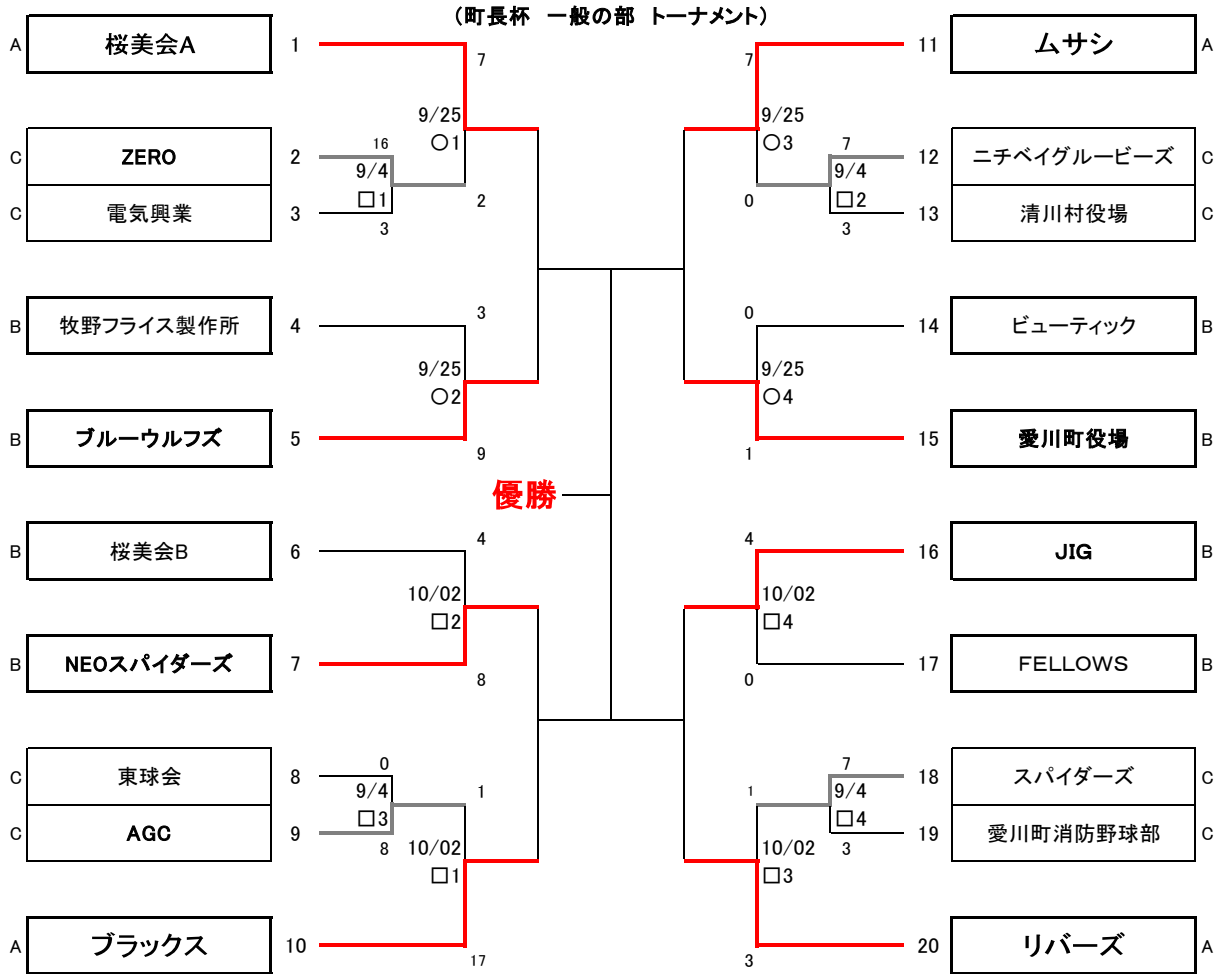 (町長杯 一般の部 トーナメント)
A 桜美会A 1 7 7 11 ムサシ A
9/25 9/25
○1 ○3
C ZERO 2 16 7 12 ニチベイグルービーズ C
9/4 9/4
□1 □2
C 電気興業 3 3 2 0 3 13 清川村役場 C
B 牧野フライス製作所 4 3 0 14 ビューティック B
9/25 9/25
○2 ○4
B ブルーウルフズ 5 9 1 15 愛川町役場 B
優勝
B 桜美会B 6 4 4 16 JIG B
10/02 10/02
□2 □4
B NEOスパイダーズ 7 8 0 17 FELLOWS B
C 東球会 8 0 7 18 スパイダーズ C
9/4 1 1 9/4
□3 □4
C AGC 9 8 3 19 愛川町消防野球部 C
10/02 10/02
□1 □3
A ブラックス 10 17 3 20 リバーズ A